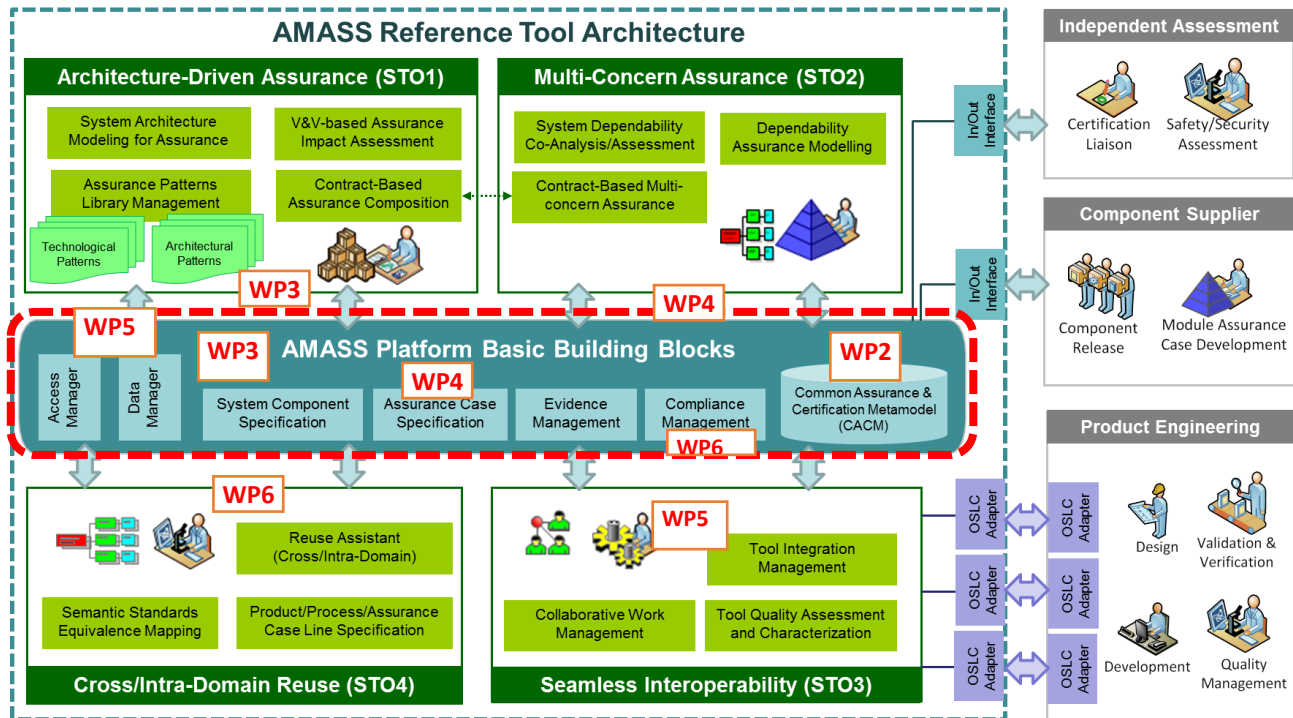 AMASS Reference Tool Architecture
Architecture-Driven Assurance (STO1)
System Architecture
Modeling for Assurance
V&V-based Assurance
Impact Assessment
Assurance Patterns
Library Management
Contract-Based
Assurance Composition
Technological
Patterns
Architectural
Patterns
WP3
Multi-Concern Assurance (STO2)
System Dependability
Co-Analysis/Assessment
Dependability
Assurance Modelling
Contract-Based Multi-
concern Assurance
WP4
In/Out
Interface
In/Out
Interface
Independent Assessment
Certification
Liaison
Safety/Security
Assessment
Component Supplier
Component
Release
Module Assurance
Case Development
WP5
WP3
AMASS Platform Basic Building Blocks
WP2
WP4
Access
Manager
Data
Manager
System Component
Specification
Assurance Case
Specification
Evidence
Management
Compliance
Management
WP6
Common Assurance &
Certification Metamodel
(CACM)
WP6
Reuse Assistant
(Cross/Intra-Domain)
Semantic Standards
Equivalence Mapping
Product/Process/Assurance
Case Line Specification
Cross/Intra-Domain Reuse (STO4)
WP5
Tool Integration
Management
Collaborative Work
Management
Tool Quality Assessment
and Characterization
Seamless Interoperability (STO3)
OSLC
Adapter
OSLC
Adapter
OSLC
Adapter
OSLC
Adapter
OSLC
Adapter
OSLC
Adapter
Product Engineering
Design
Validation &
Verification
Development
Quality
Management